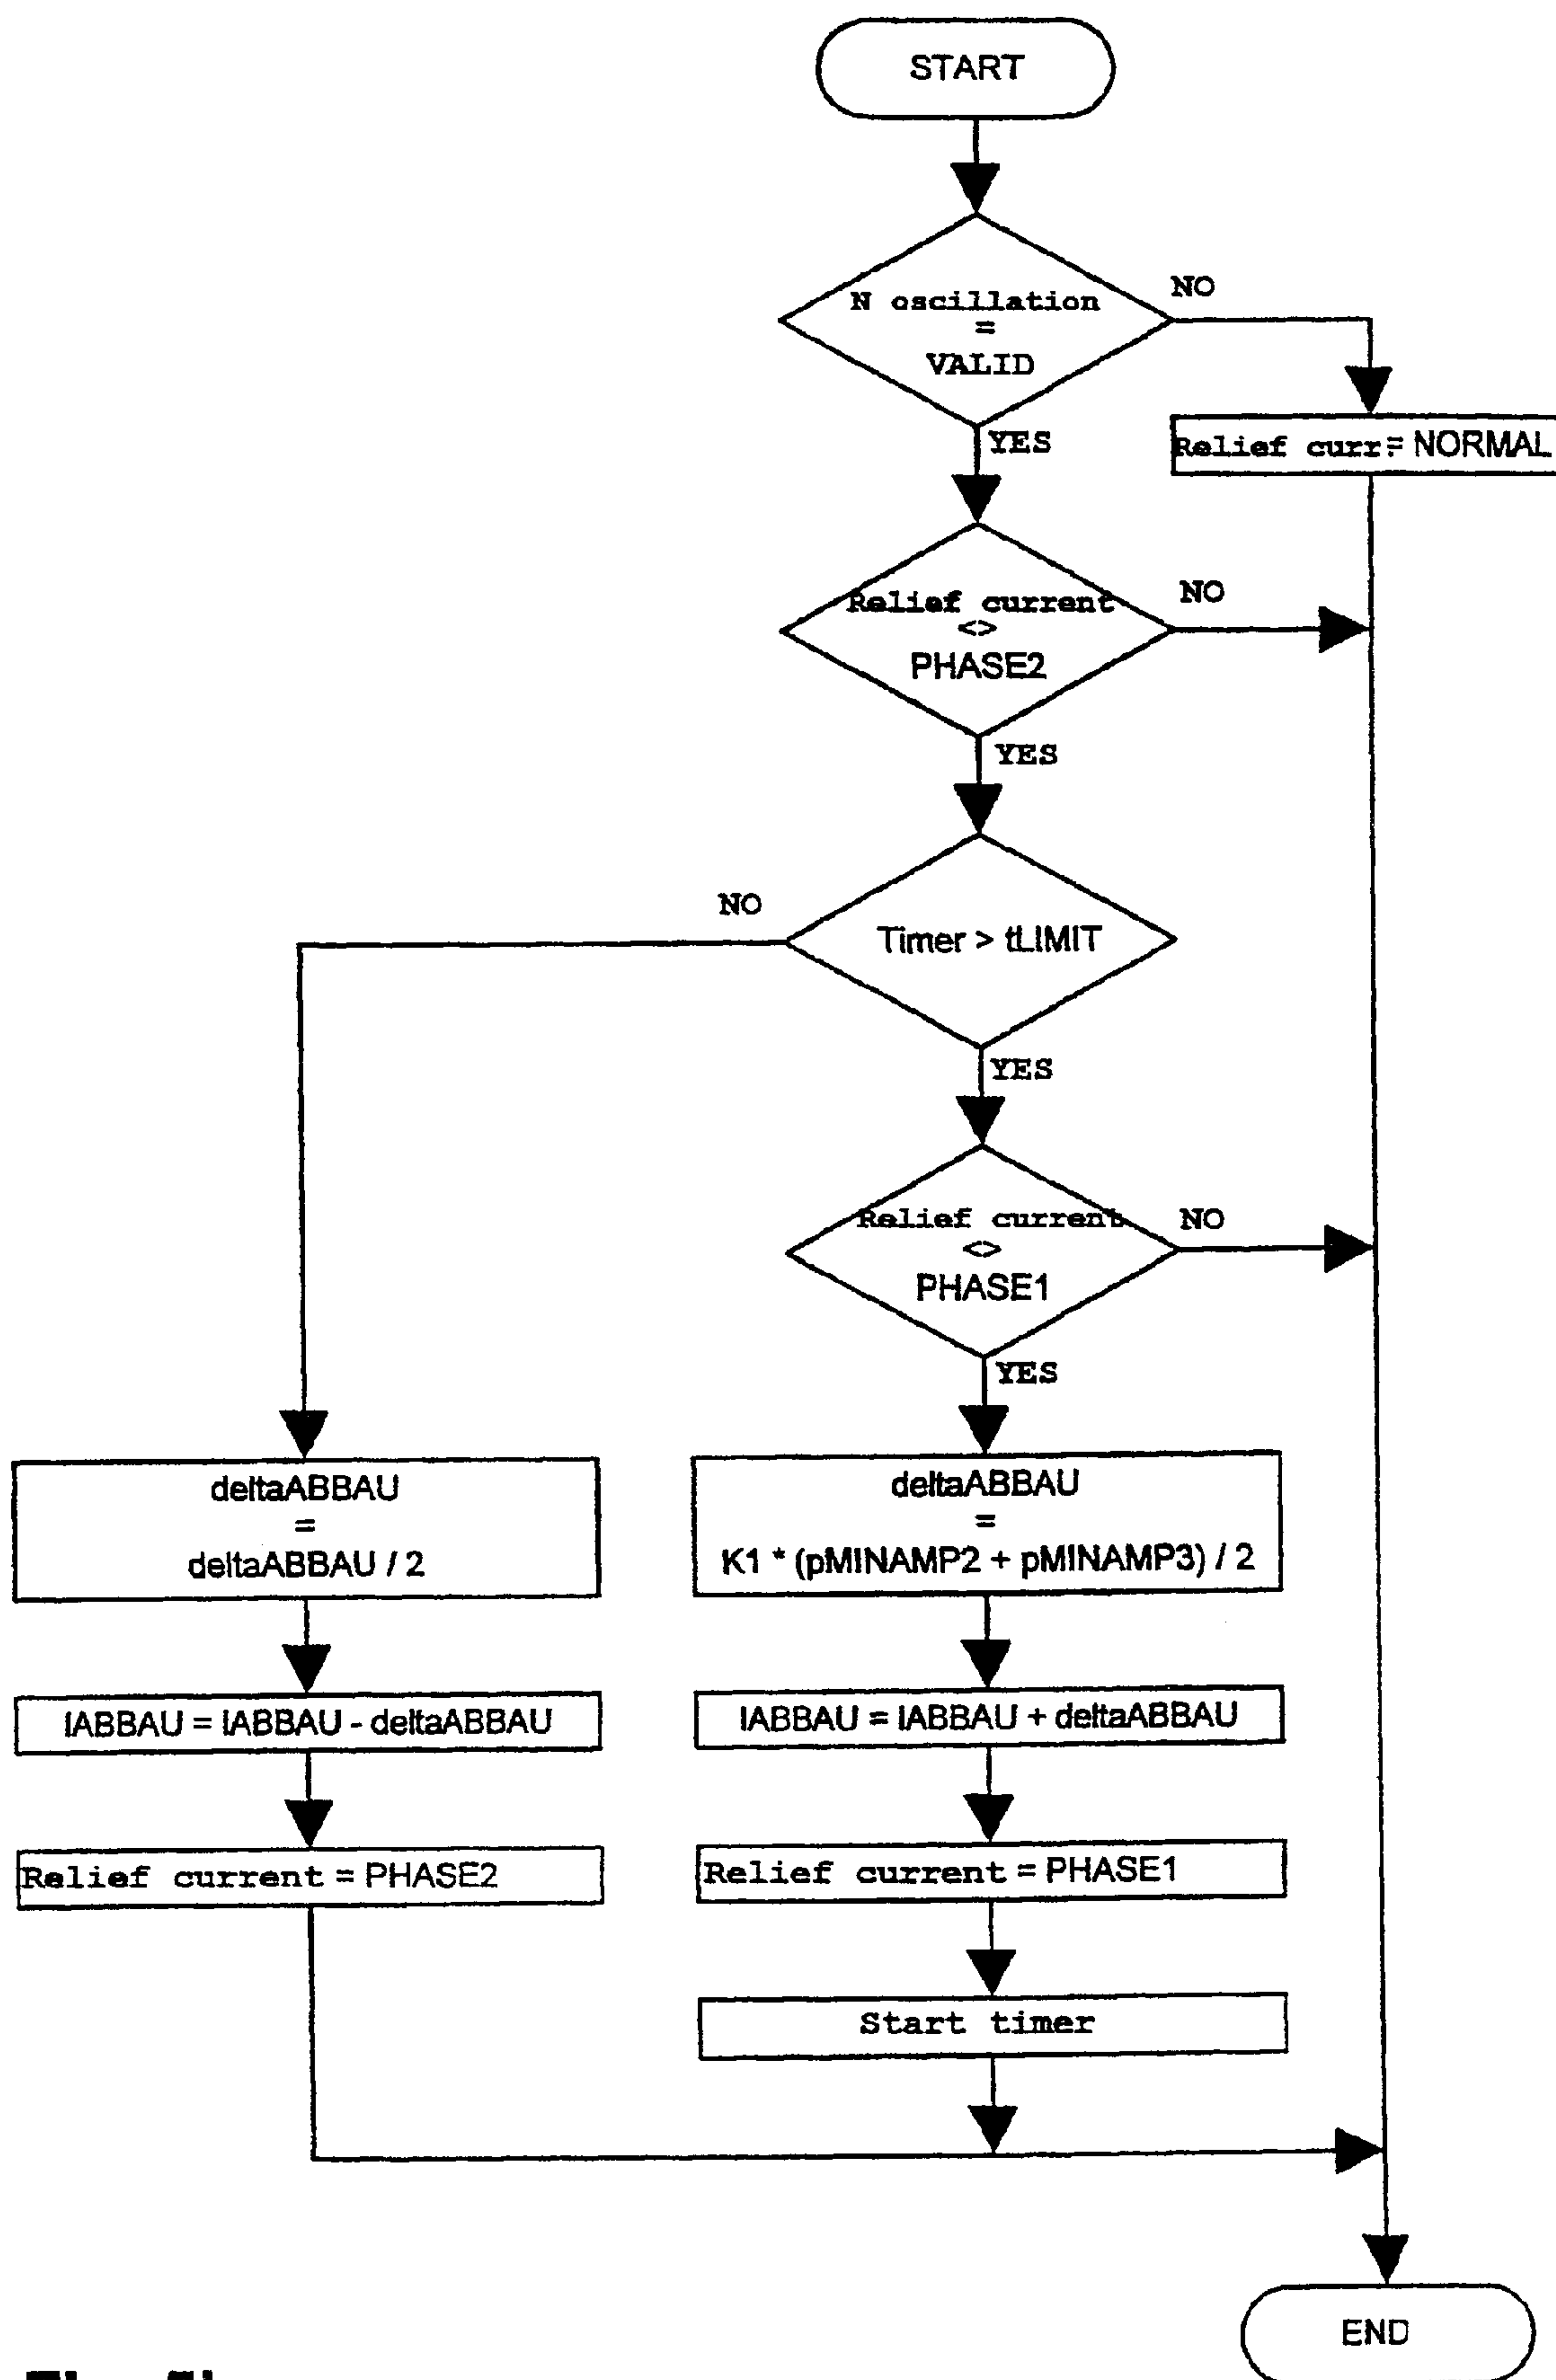 START
N oscillation
=
VALID
NO
YES
Relief curr. = NORMAL
Relief current
<>
PHASE2
NO
YES
Timer > tLIMIT
NO
YES
Relief current
<>
PHASE1
NO
YES
deltaABBAU
=
deltaABBAU / 2
deltaABBAU
=
K1 * (pMINAMP2 + pMINAMP3) / 2
IABBAU = IABBAU - deltaABBAU
IABBAU = IABBAU + deltaABBAU
Relief current = PHASE2
Relief current = PHASE1
Start timer
END